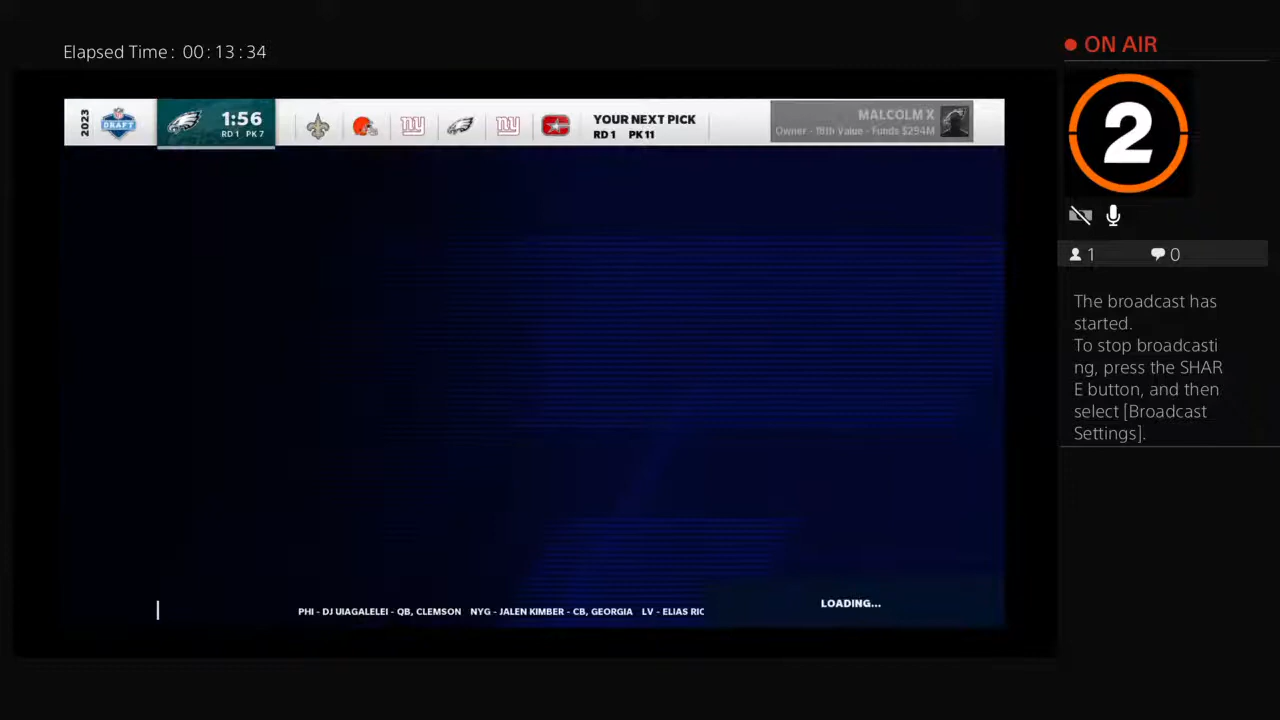 Elapsed Time: 00:13:34
ON AIR
2023
DRAFT
1:56
RD 1 PK 7
YOUR NEXT PICK
RD 1 PK 11
MALCOLM X
Owner - 18th Value - Funds $294M
2
1
0
The broadcast has
started.
To stop broadcasti
ng, press the SHAR
E button, and then
select [Broadcast
Settings].
PHI - DJ UIAGALELEI - QB, CLEMSON NYG - JALEN KIMBER - CB, GEORGIA LV - ELIAS RIC
LOADING...